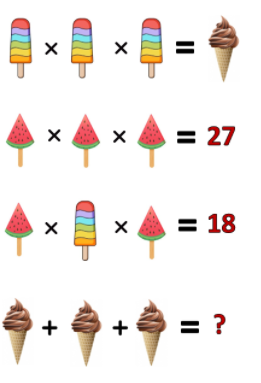 × × =
× × = 27
× × = 18
+ + = ?